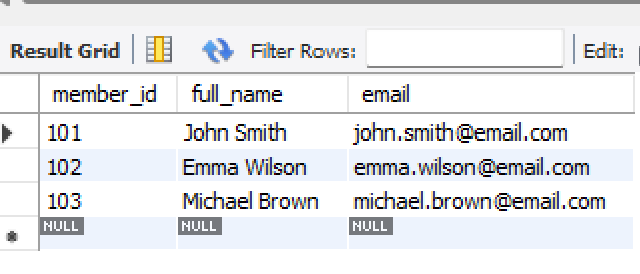 Result Grid Filter Rows: Edit:
member_id full_name email
101 John Smith john.smith@email.com
102 Emma Wilson emma.wilson@email.com
103 Michael Brown michael.brown@email.com
NULL NULL NULL